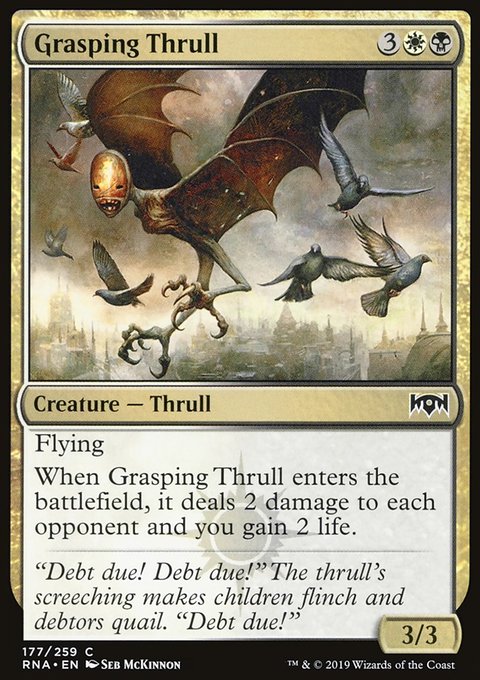 Grasping Thrull 3
Creature — Thrull
Flying
When Grasping Thrull enters the
battlefield, it deals 2 damage to each
opponent and you gain 2 life.
“Debt due! Debt due!” The thrull’s
screeching makes children flinch and
debtors quail. “Debt due!”
3/3
177/259 C
RNA • EN Seb McKinnon
™ & © 2019 Wizards of the Coast